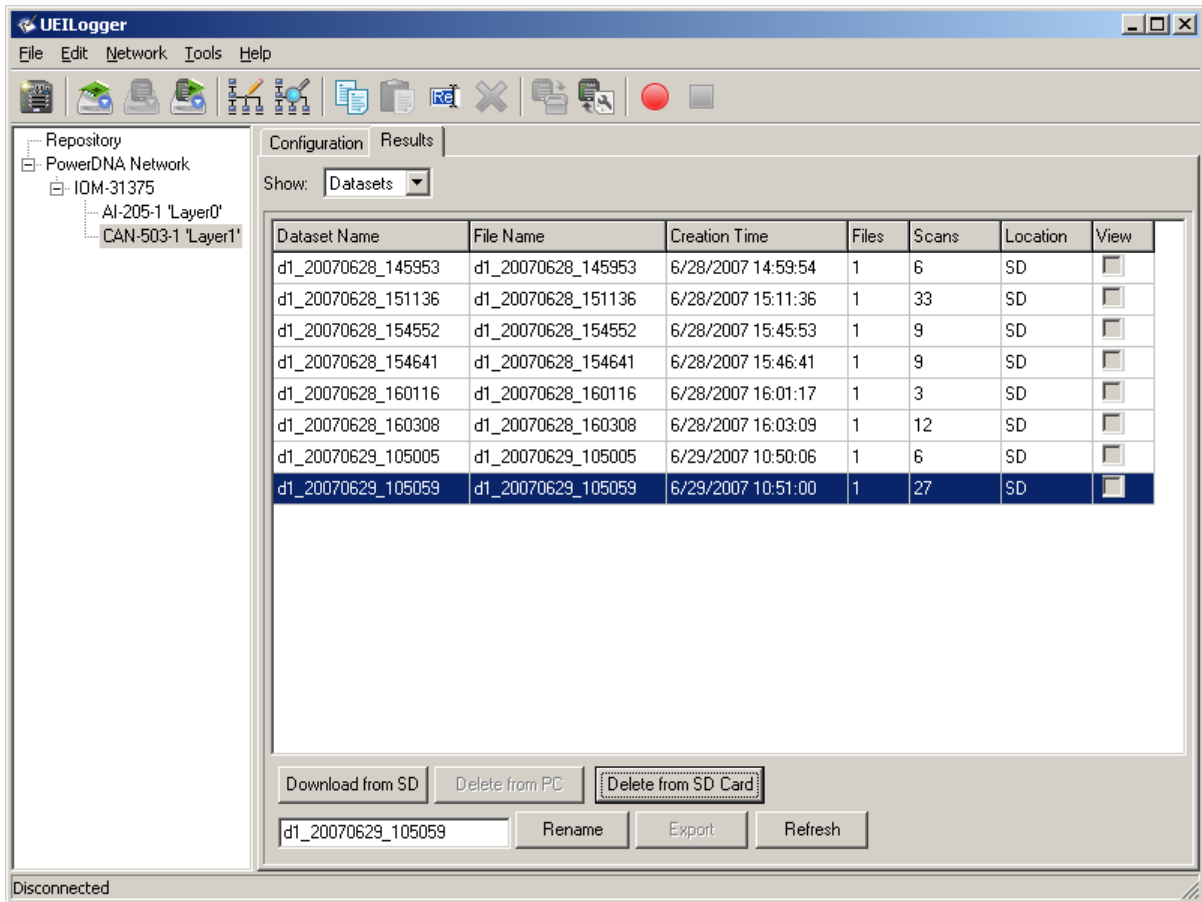 UEILogger
File Edit Network Tools Help
Repository
PowerDNA Network
IOM-31375
AI-205-1 'Layer0'
CAN-503-1 'Layer1'
Configuration Results
Show: Datasets
Dataset Name File Name Creation Time Files Scans Location View
d1_20070628_145953 d1_20070628_145953 6/28/2007 14:59:54 1 6 SD
d1_20070628_151136 d1_20070628_151136 6/28/2007 15:11:36 1 33 SD
d1_20070628_154552 d1_20070628_154552 6/28/2007 15:45:53 1 9 SD
d1_20070628_154641 d1_20070628_154641 6/28/2007 15:46:41 1 9 SD
d1_20070628_160116 d1_20070628_160116 6/28/2007 16:01:17 1 3 SD
d1_20070628_160308 d1_20070628_160308 6/28/2007 16:03:09 1 12 SD
d1_20070629_105005 d1_20070629_105005 6/29/2007 10:50:06 1 6 SD
d1_20070629_105059 d1_20070629_105059 6/29/2007 10:51:00 1 27 SD
Download from SD Delete from PC Delete from SD Card
d1_20070629_105059 Rename Export Refresh
Disconnected